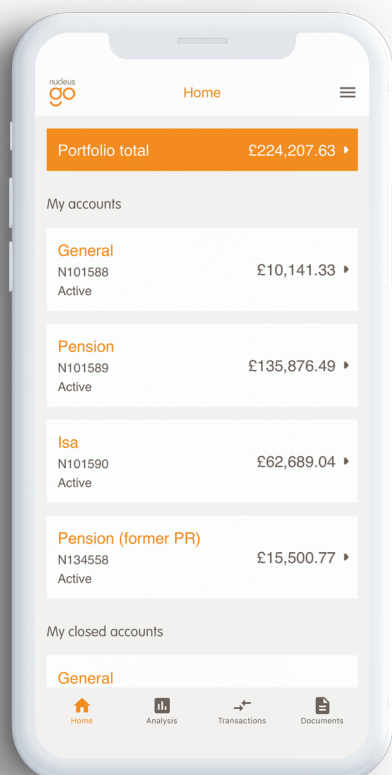 nucleus
go
Home
Portfolio total £224,207.63
My accounts
General
N101588 £10,141.33
Active
Pension
N101589 £135,876.49
Active
Isa
N101590 £62,689.04
Active
Pension (former PR)
N134558 £15,500.77
Active
My closed accounts
General
Home Analysis Transactions Documents